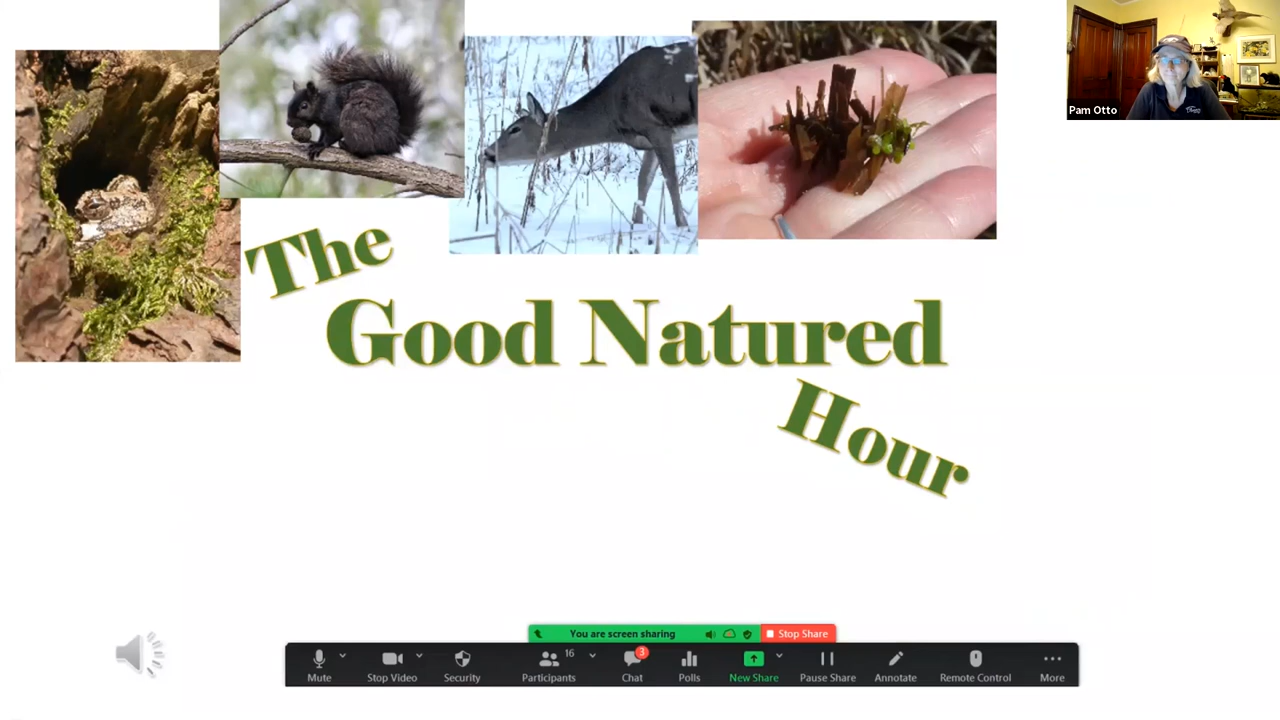 Pam Otto
The
Good Natured
Hour
You are screen sharing
Stop Share
16
3
Mute
Stop Video
Security
Participants
Chat
Polls
New Share
Pause Share
Annotate
Remote Control
More